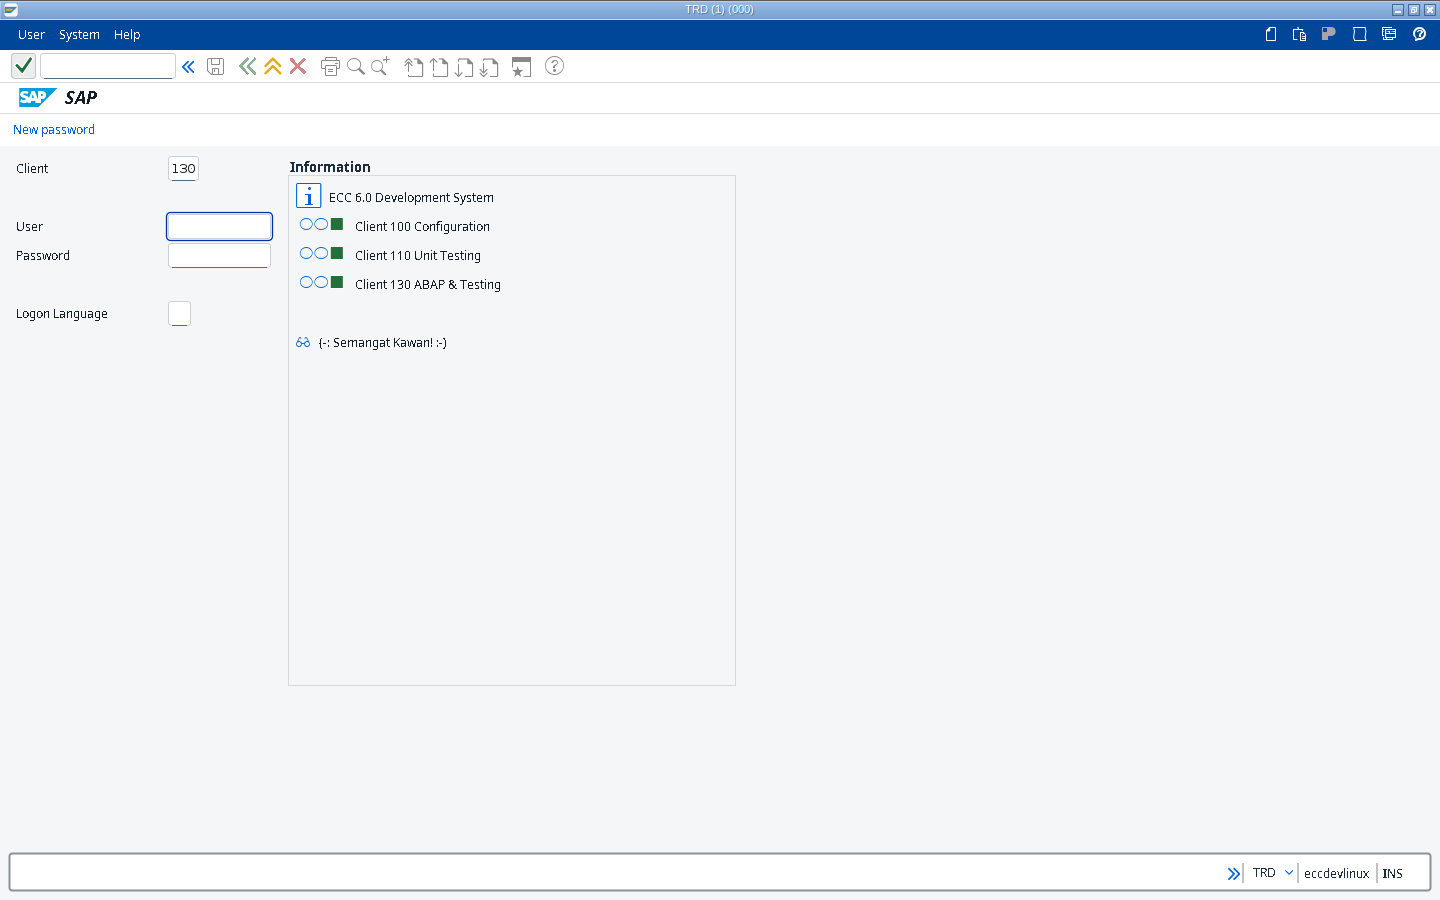 TRD (1) (000)
User System Help
SAP SAP
New password
Client 130
Information
ECC 6.0 Development System
User
Client 100 Configuration
Password
Client 110 Unit Testing
Client 130 ABAP & Testing
Logon Language
(-: Semangat Kawan! :-)
TRD eccdevlinux INS